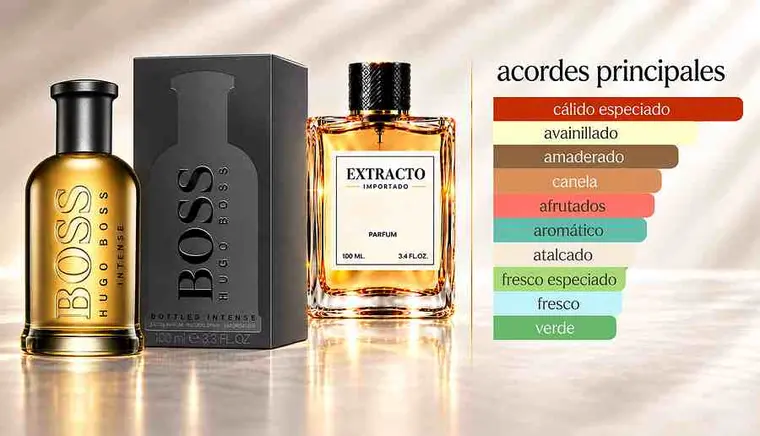 BOSS
HUGO BOSS
INTENSE
BOSS
HUGO BOSS
BOTTLED INTENSE
100 ml ℮ 3.3 FL.OZ
EXTRACTO
IMPORTADO
PARFUM
100 ML.
3.4 FL.OZ.
acordes principales
cálido especiado
avainillado
amaderado
canela
afrutados
aromático
atalcado
fresco especiado
fresco
verde